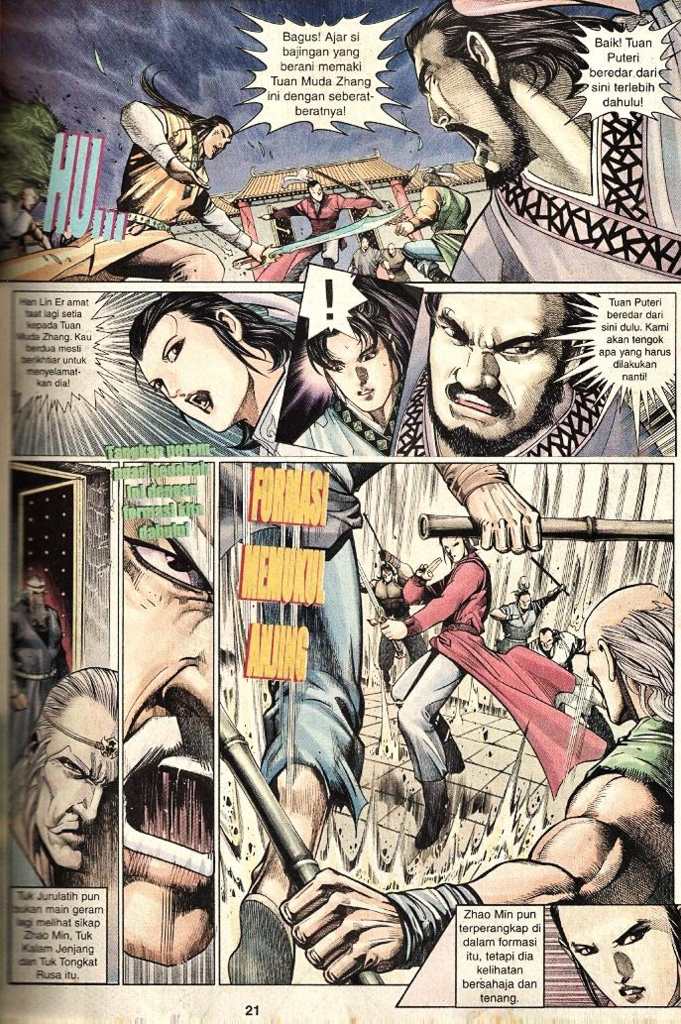 Bagus! Ajar si
bajingan yang
berani memaki
Tuan Muda Zhang
ini dengan seberat-
beratnya!
Baik! Tuan
Puteri
beredar dari
sini terlebih
dahulu!
HU...
Han Lin Er amat
taat lagi setia
kepada Tuan
Muda Zhang. Kau
berdua mesti
berikhtiar untuk
menyelamat-
kan dia!
!
Tuan Puteri
beredar dari
sini dulu. Kami
akan tengok
apa yang harus
dilakukan
nanti!
Tangkap perem-
ini dengan
formasi kita
dahulu!
FORMASI
MEMUKUL
ANJING
Tuk Jurulatih pun
bukan main geram
lagi melihat sikap
Zhao Min, Tuk
Kalam Jenjang
dan Tuk Tongkat
Rusa itu.
Zhao Min pun
terperangkap di
dalam formasi
itu, tetapi dia
kelihatan
bersahaja dan
tenang.
21